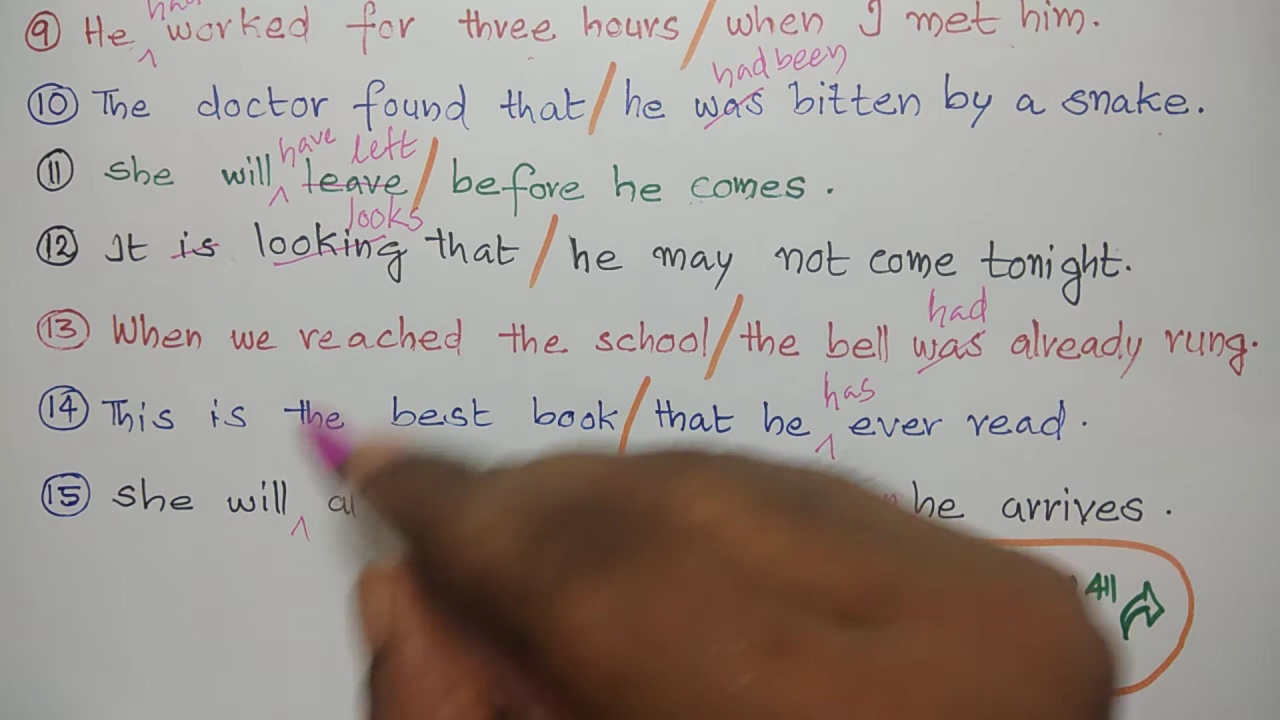 ⑨ He ^ worked for three hours / when I met him.
had been
⑩ The doctor found that / he was bitten by a snake.
have left
⑪ She will ^ leave / before he comes.
looks
⑫ It is looking that / he may not come tonight.
had
⑬ When we reached the school / the bell was already rung.
has
⑭ This is the best book / that he ^ ever read.
⑮ She will ^ he arrives.
411